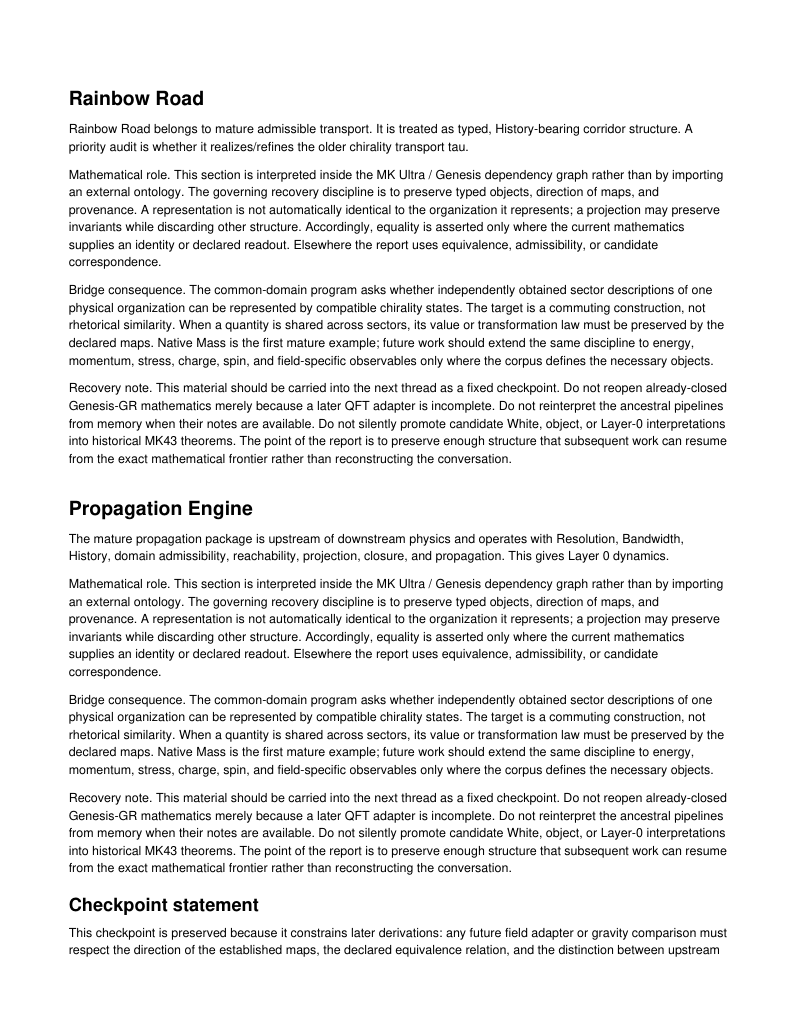 Rainbow Road
Rainbow Road belongs to mature admissible transport. It is treated as typed, History-bearing corridor structure. A
priority audit is whether it realizes/refines the older chirality transport tau.
Mathematical role. This section is interpreted inside the MK Ultra / Genesis dependency graph rather than by importing
an external ontology. The governing recovery discipline is to preserve typed objects, direction of maps, and
provenance. A representation is not automatically identical to the organization it represents; a projection may preserve
invariants while discarding other structure. Accordingly, equality is asserted only where the current mathematics
supplies an identity or declared readout. Elsewhere the report uses equivalence, admissibility, or candidate
correspondence.
Bridge consequence. The common-domain program asks whether independently obtained sector descriptions of one
physical organization can be represented by compatible chirality states. The target is a commuting construction, not
rhetorical similarity. When a quantity is shared across sectors, its value or transformation law must be preserved by the
declared maps. Native Mass is the first mature example; future work should extend the same discipline to energy,
momentum, stress, charge, spin, and field-specific observables only where the corpus defines the necessary objects.
Recovery note. This material should be carried into the next thread as a fixed checkpoint. Do not reopen already-closed
Genesis-GR mathematics merely because a later QFT adapter is incomplete. Do not reinterpret the ancestral pipelines
from memory when their notes are available. Do not silently promote candidate White, object, or Layer-0 interpretations
into historical MK43 theorems. The point of the report is to preserve enough structure that subsequent work can resume
from the exact mathematical frontier rather than reconstructing the conversation.
Propagation Engine
The mature propagation package is upstream of downstream physics and operates with Resolution, Bandwidth,
History, domain admissibility, reachability, projection, closure, and propagation. This gives Layer 0 dynamics.
Mathematical role. This section is interpreted inside the MK Ultra / Genesis dependency graph rather than by importing
an external ontology. The governing recovery discipline is to preserve typed objects, direction of maps, and
provenance. A representation is not automatically identical to the organization it represents; a projection may preserve
invariants while discarding other structure. Accordingly, equality is asserted only where the current mathematics
supplies an identity or declared readout. Elsewhere the report uses equivalence, admissibility, or candidate
correspondence.
Bridge consequence. The common-domain program asks whether independently obtained sector descriptions of one
physical organization can be represented by compatible chirality states. The target is a commuting construction, not
rhetorical similarity. When a quantity is shared across sectors, its value or transformation law must be preserved by the
declared maps. Native Mass is the first mature example; future work should extend the same discipline to energy,
momentum, stress, charge, spin, and field-specific observables only where the corpus defines the necessary objects.
Recovery note. This material should be carried into the next thread as a fixed checkpoint. Do not reopen already-closed
Genesis-GR mathematics merely because a later QFT adapter is incomplete. Do not reinterpret the ancestral pipelines
from memory when their notes are available. Do not silently promote candidate White, object, or Layer-0 interpretations
into historical MK43 theorems. The point of the report is to preserve enough structure that subsequent work can resume
from the exact mathematical frontier rather than reconstructing the conversation.
Checkpoint statement
This checkpoint is preserved because it constrains later derivations: any future field adapter or gravity comparison must
respect the direction of the established maps, the declared equivalence relation, and the distinction between upstream